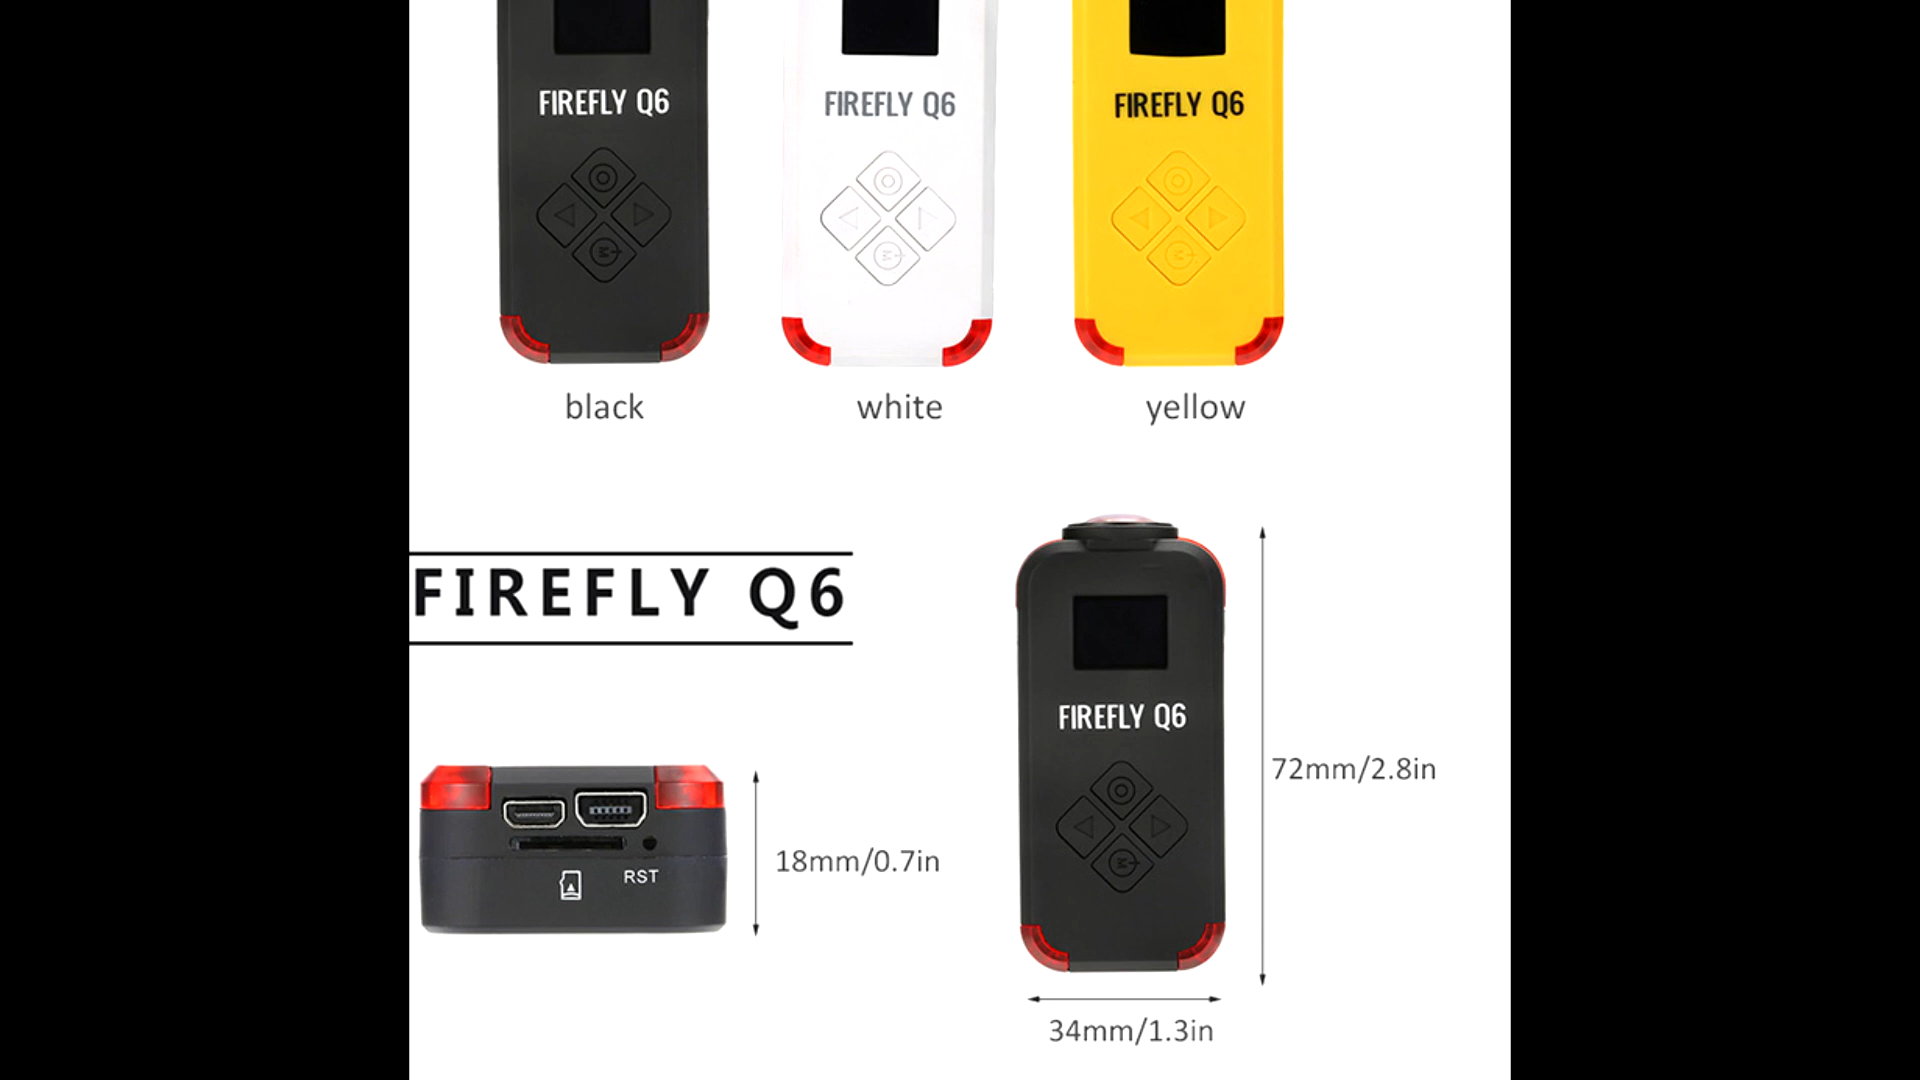 FIREFLY Q6
FIREFLY Q6
FIREFLY Q6
black
white
yellow
FIREFLY Q6
FIREFLY Q6
72mm/2.8in
18mm/0.7in
RST
34mm/1.3in